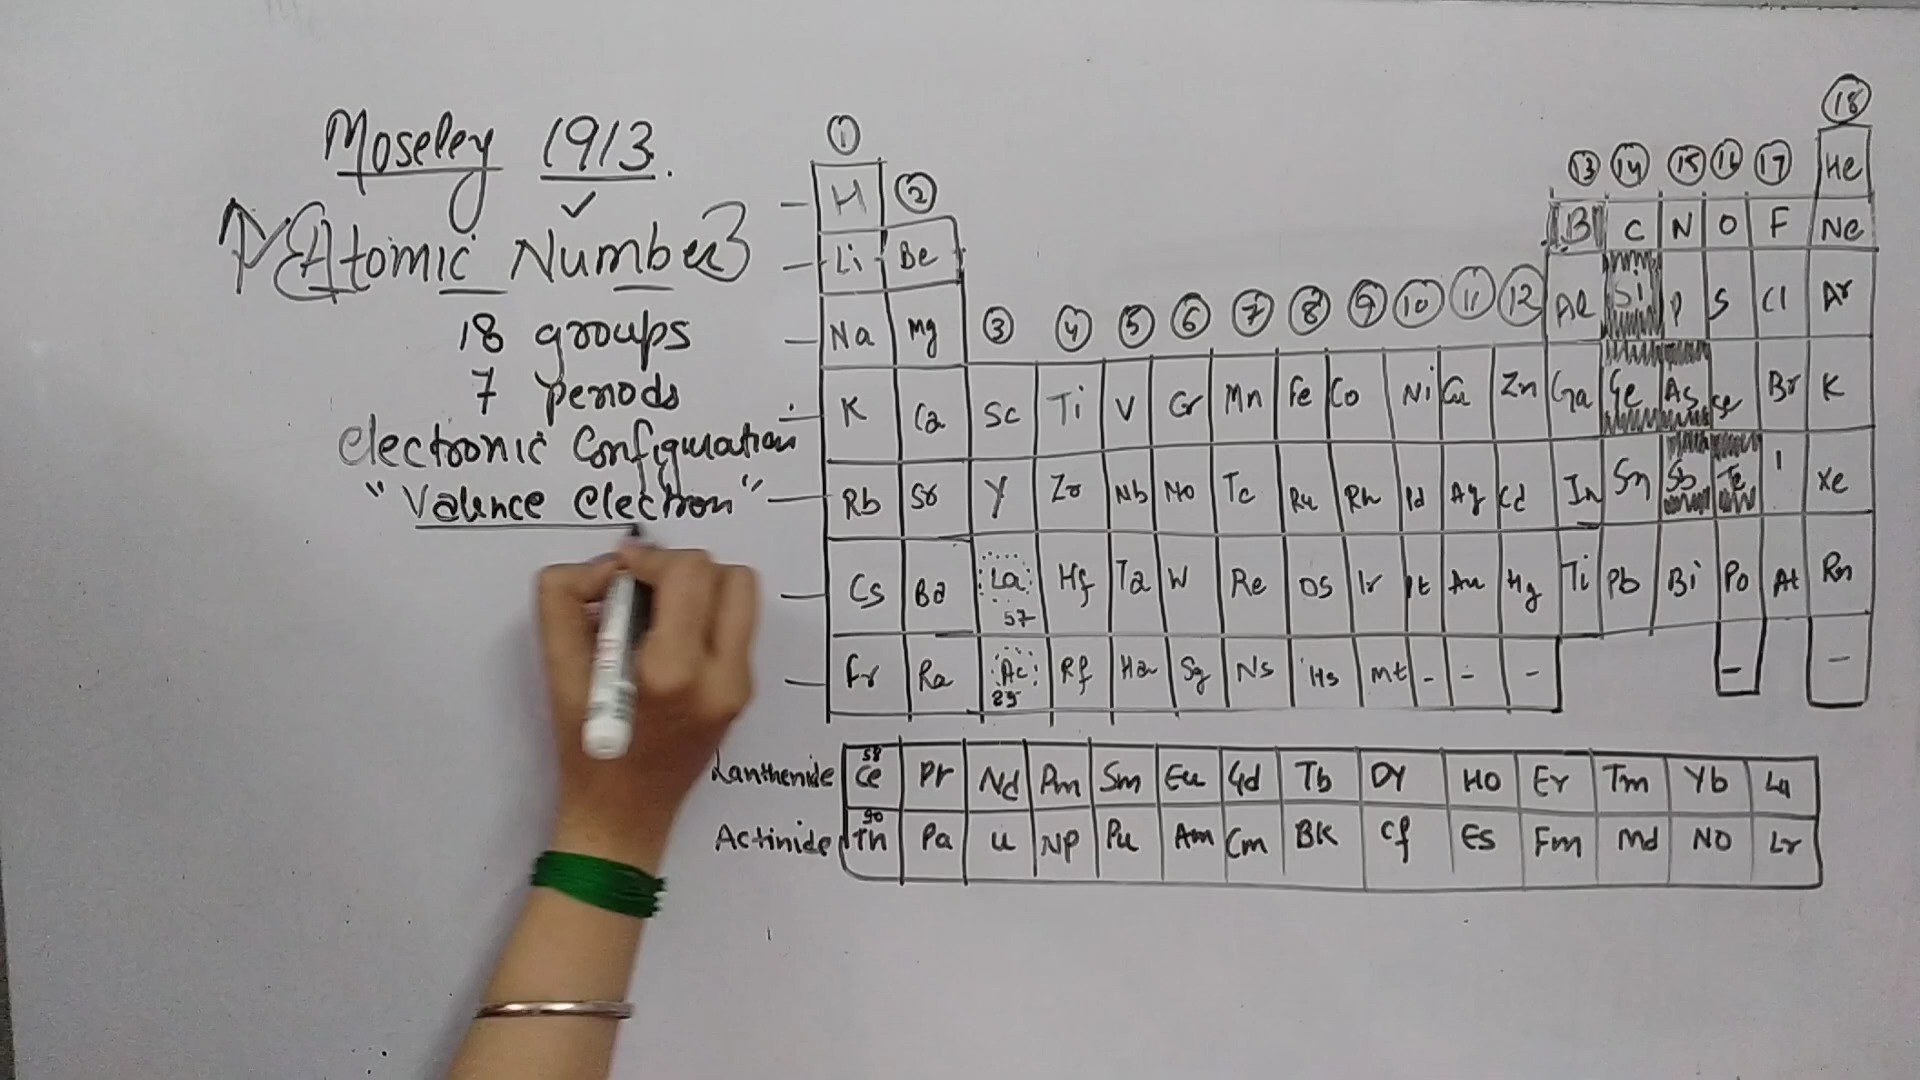 Moseley 1913.
Atomic Number
18 groups
7 periods
Electronic Configuration
"Valence electron"
1 18
2 13 14 15 16 17
H He
Li Be B C N O F Ne
3 4 5 6 7 8 9 10 11 12
Na Mg Al Si P S Cl Ar
K Ca Sc Ti V Cr Mn Fe Co Ni Cu Zn Ga Ge As Se Br K
Rb Sr Y Zr Nb Mo Tc Ru Rh Pd Ag Cd In Sn Sb Te I Xe
Cs Ba La Hf Ta W Re Os Ir Pt Au Hg Ti Pb Bi Po At Rn
57
Fr Ra Ac Rf Ha Sg Ns Hs Mt - - - - -
89
58
Lanthenide Ce Pr Nd Pm Sm Eu Gd Tb Dy Ho Er Tm Yb Lu
90
Actinide Th Pa U Np Pu Am Cm BK Cf Es Fm Md No Lr